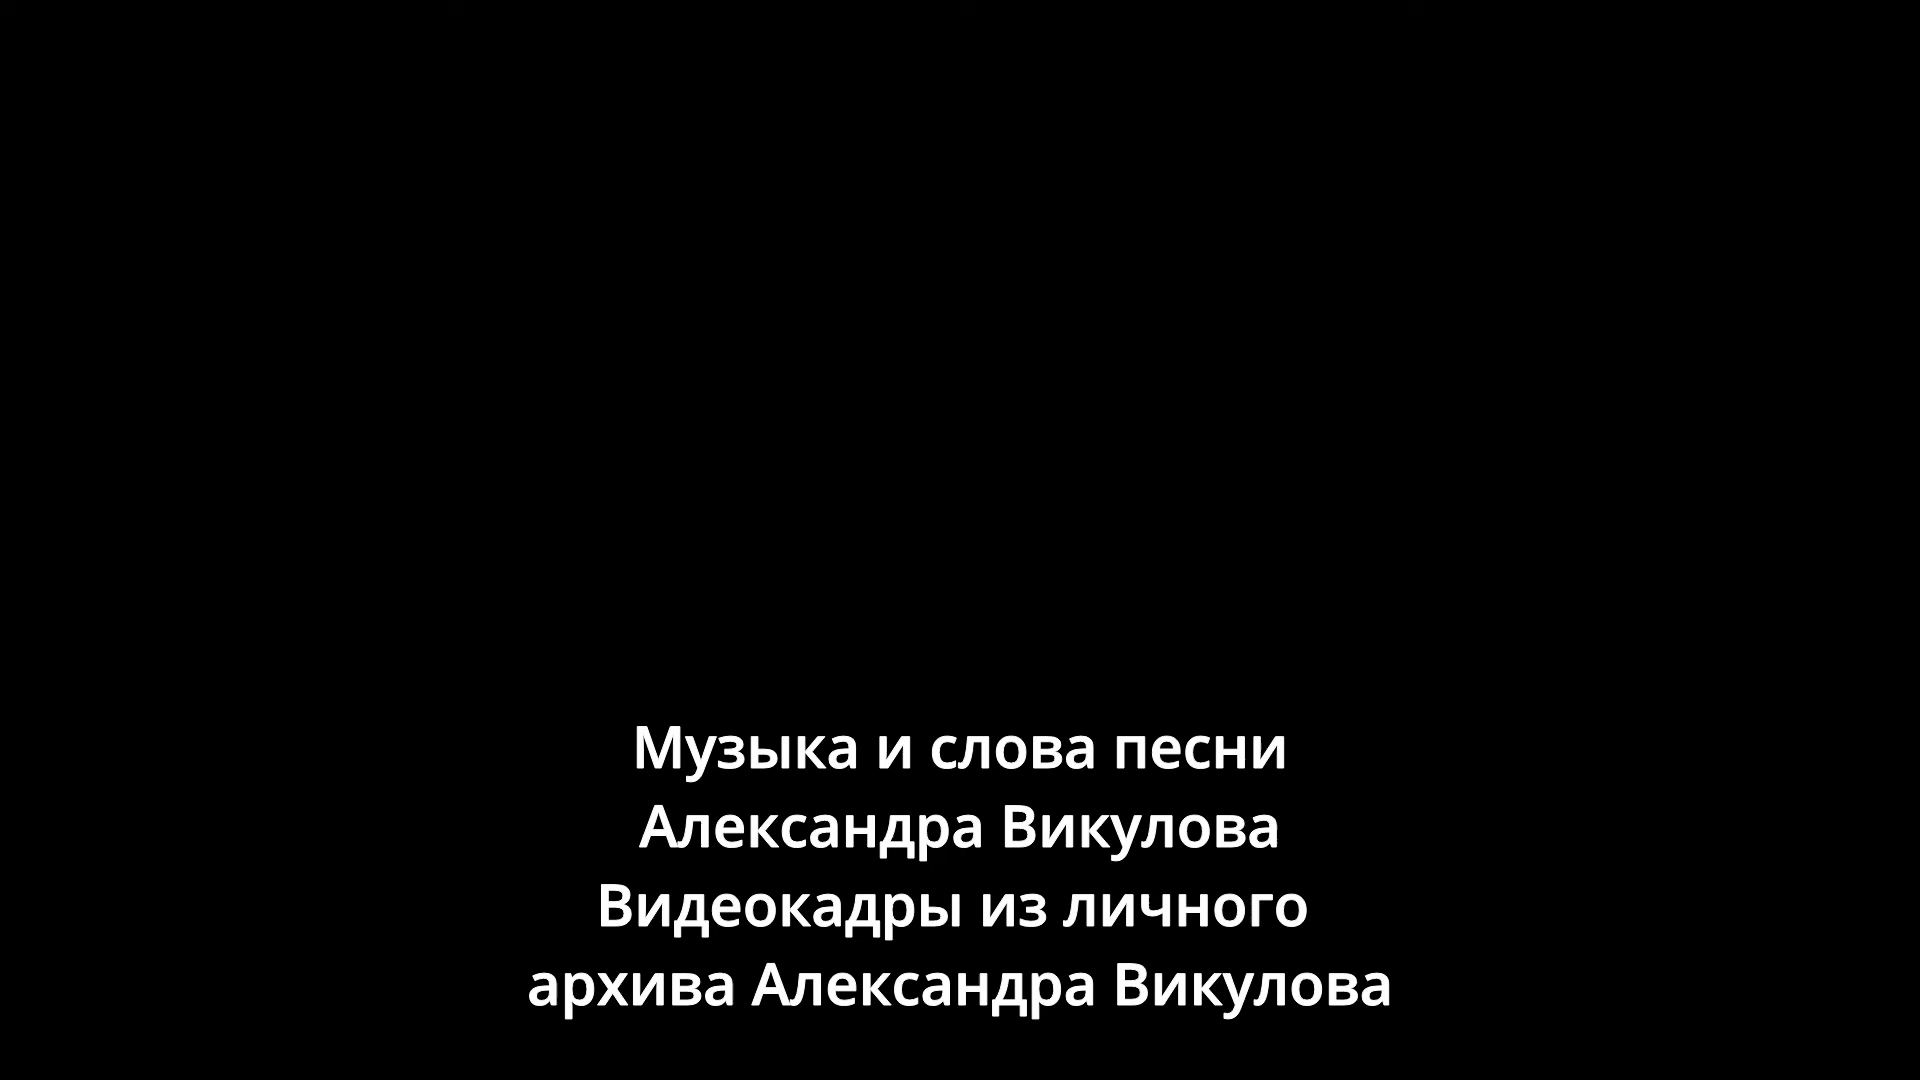 Музыка и слова песни
Александра Викулова
Видеокадры из личного
архива Александра Викулова